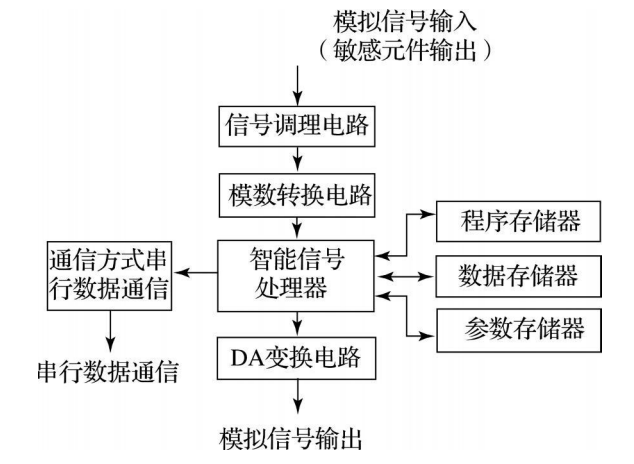 模拟信号输入
（敏感元件输出）
信号调理电路
模数转换电路
程序存储器
通信方式串
行数据通信
智能信号
处理器
数据存储器
参数存储器
DA变换电路
串行数据通信
模拟信号输出